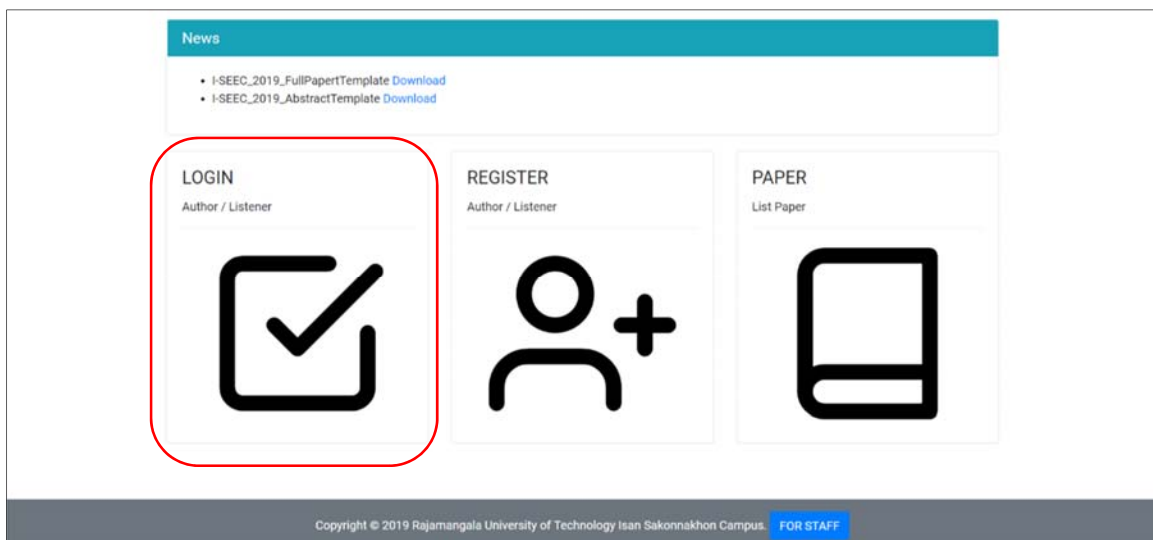 News
I-SEEC_2019_FullPapertTemplate Download
I-SEEC_2019_AbstractTemplate Download
LOGIN
Author / Listener
REGISTER
Author / Listener
PAPER
List Paper
Copyright © 2019 Rajamangala University of Technology Isan Sakonnakhon Campus. FOR STAFF